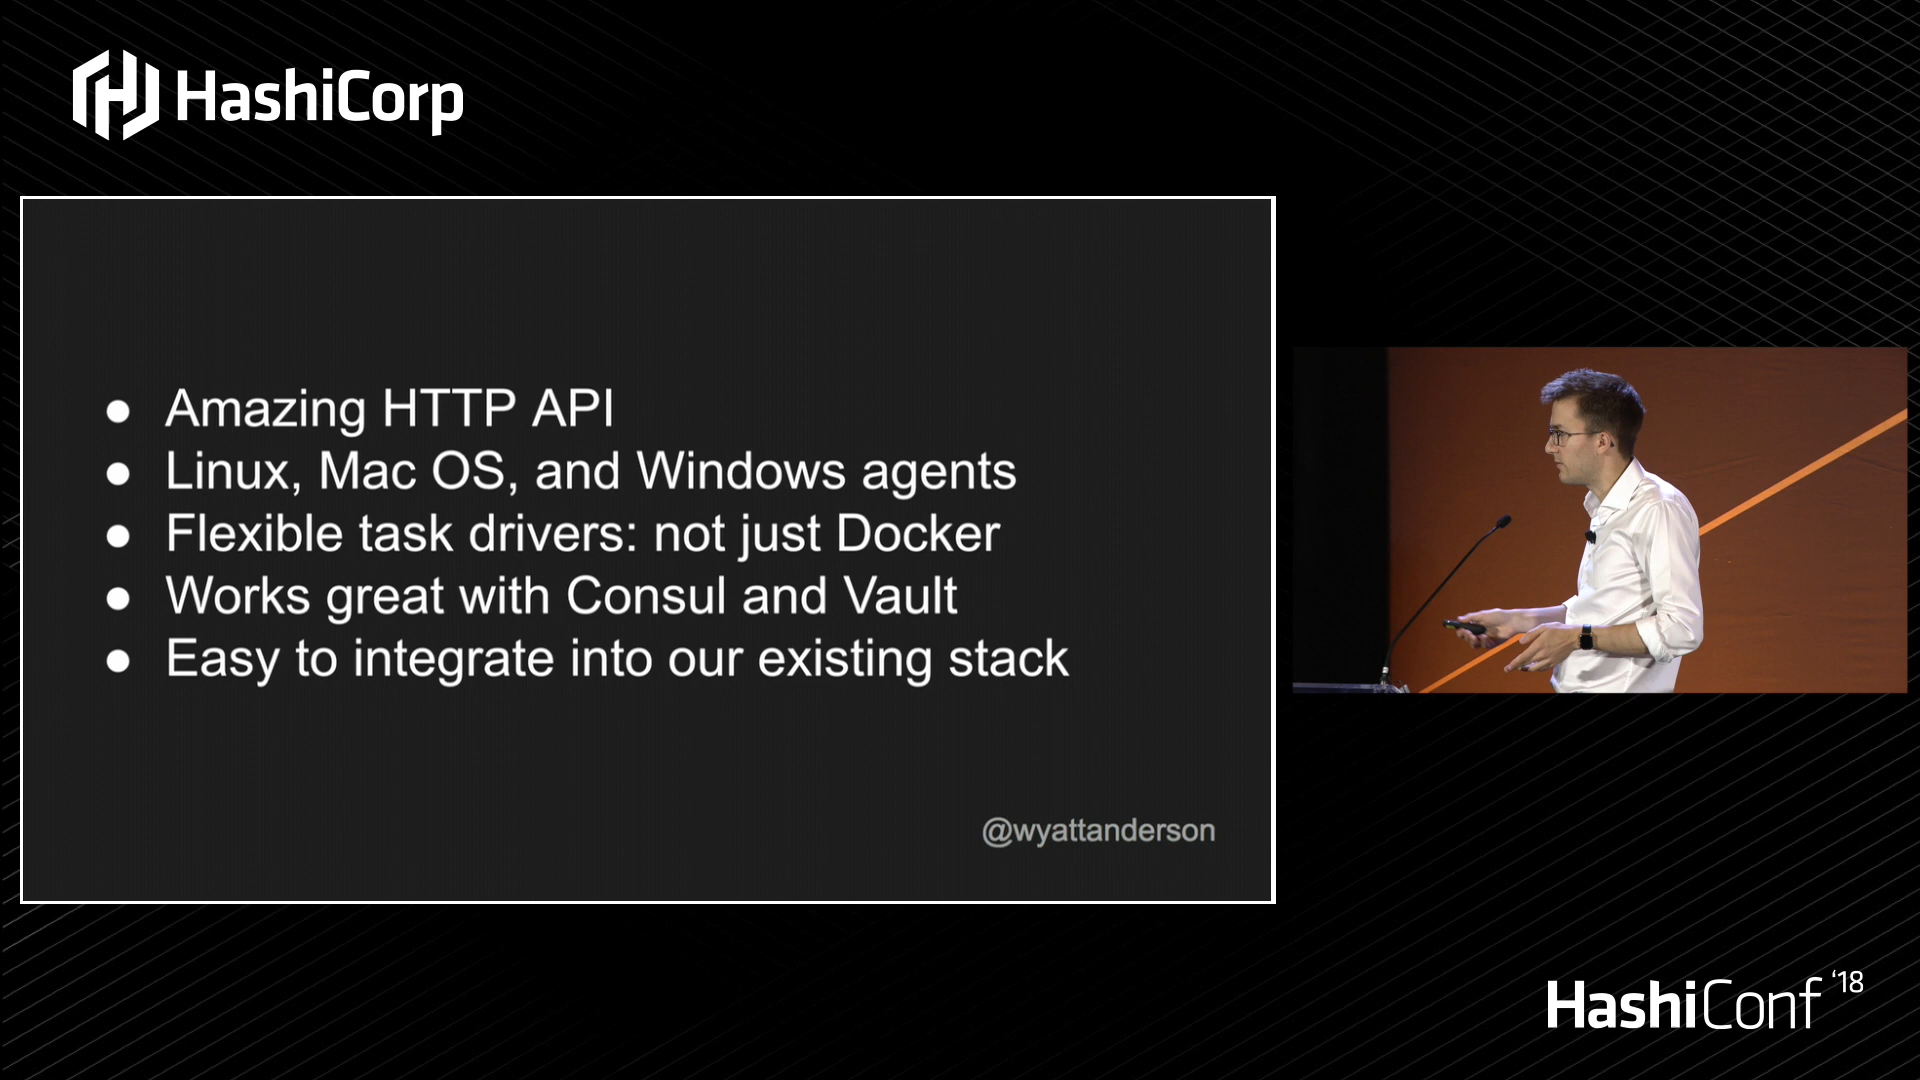 HashiCorp
● Amazing HTTP API
● Linux, Mac OS, and Windows agents
● Flexible task drivers: not just Docker
● Works great with Consul and Vault
● Easy to integrate into our existing stack
@wyattanderson
HashiConf '18